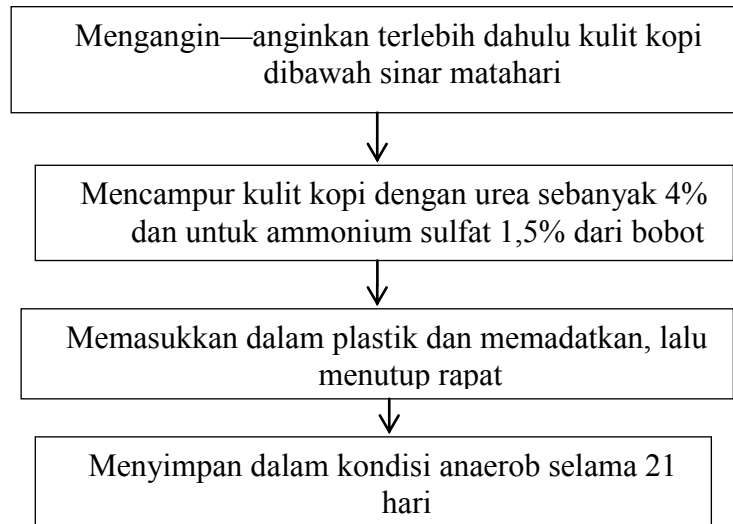 Mengangin—anginkan terlebih dahulu kulit kopi
dibawah sinar matahari
Mencampur kulit kopi dengan urea sebanyak 4%
dan untuk ammonium sulfat 1,5% dari bobot
Memasukkan dalam plastik dan memadatkan, lalu
menutup rapat
Menyimpan dalam kondisi anaerob selama 21
hari